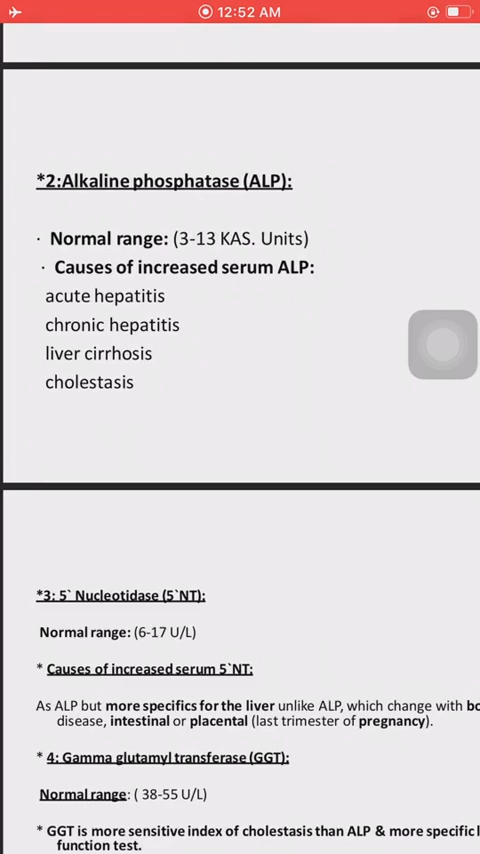 12:52 AM
*2:Alkaline phosphatase (ALP):
· Normal range: (3-13 KAS. Units)
· Causes of increased serum ALP:
acute hepatitis
chronic hepatitis
liver cirrhosis
cholestasis
*3: 5` Nucleotidase (5`NT):
Normal range: (6-17 U/L)
* Causes of increased serum 5`NT:
As ALP but more specifics for the liver unlike ALP, which change with
disease, intestinal or placental (last trimester of pregnancy).
* 4: Gamma glutamyl transferase (GGT):
Normal range: ( 38-55 U/L)
* GGT is more sensitive index of cholestasis than ALP & more specific
function test.